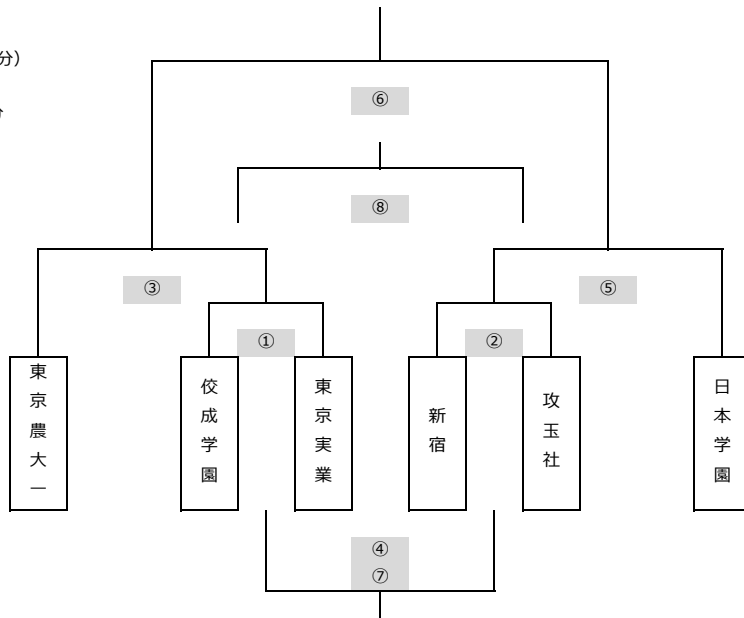 分）
⑥
⑧
③
⑤
①
②
東京農大一
佼成学園
東京実業
新宿
攻玉社
日本学園
④
⑦